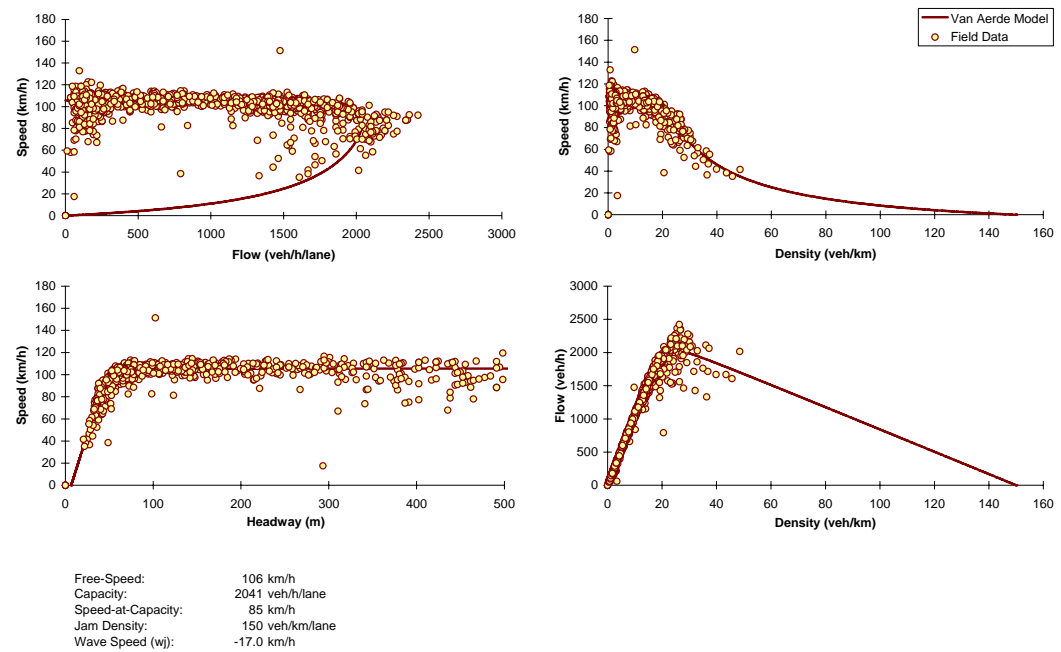 180
160
140
120
100
80
60
40
20
0
Speed (km/h)
0 500 1000 1500 2000 2500 3000
Flow (veh/h/lane)
180
160
140
120
100
80
60
40
20
0
Speed (km/h)
0 20 40 60 80 100 120 140 160
Density (veh/km)
Van Aerde Model
Field Data
180
160
140
120
100
80
60
40
20
0
Speed (km/h)
0 100 200 300 400 500
Headway (m)
3000
2500
2000
1500
1000
500
0
Flow (veh/h)
0 20 40 60 80 100 120 140 160
Density (veh/km)
Free-Speed: 106 km/h
Capacity: 2041 veh/h/lane
Speed-at-Capacity: 85 km/h
Jam Density: 150 veh/km/lane
Wave Speed (wj): -17.0 km/h